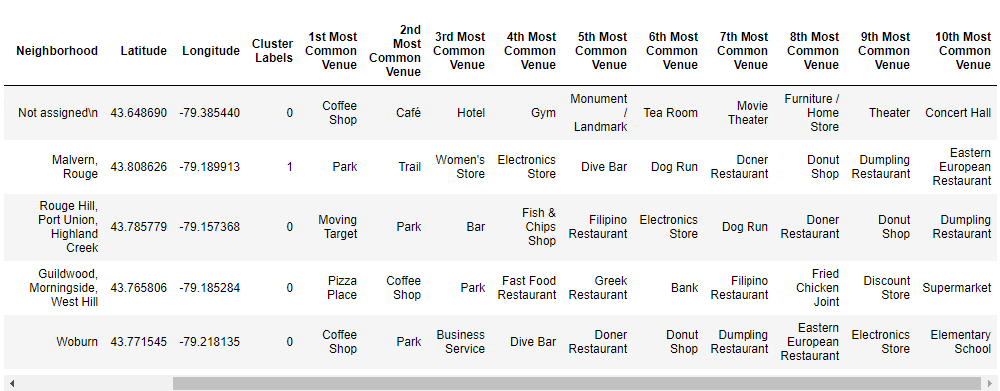 Neighborhood Latitude Longitude Cluster Labels 1st Most Common Venue 2nd Most Common Venue 3rd Most Common Venue 4th Most Common Venue 5th Most Common Venue 6th Most Common Venue 7th Most Common Venue 8th Most Common Venue 9th Most Common Venue 10th Most Common Venue
Not assigned\n 43.648690 -79.385440 0 Coffee Shop Café Hotel Gym Monument / Landmark Tea Room Movie Theater Furniture / Home Store Theater Concert Hall
Malvern, Rouge 43.808626 -79.189913 1 Park Trail Women's Store Electronics Store Dive Bar Dog Run Doner Restaurant Donut Shop Dumpling Restaurant Eastern European Restaurant
Rouge Hill, Port Union, Highland Creek 43.785779 -79.157368 0 Moving Target Park Bar Fish & Chips Shop Filipino Restaurant Electronics Store Dog Run Doner Restaurant Donut Shop Dumpling Restaurant
Guildwood, Morningside, West Hill 43.765806 -79.185284 0 Pizza Place Coffee Shop Park Fast Food Restaurant Greek Restaurant Bank Filipino Restaurant Fried Chicken Joint Discount Store Supermarket
Woburn 43.771545 -79.218135 0 Coffee Shop Park Business Service Dive Bar Doner Restaurant Donut Shop Dumpling Restaurant Eastern European Restaurant Electronics Store Elementary School